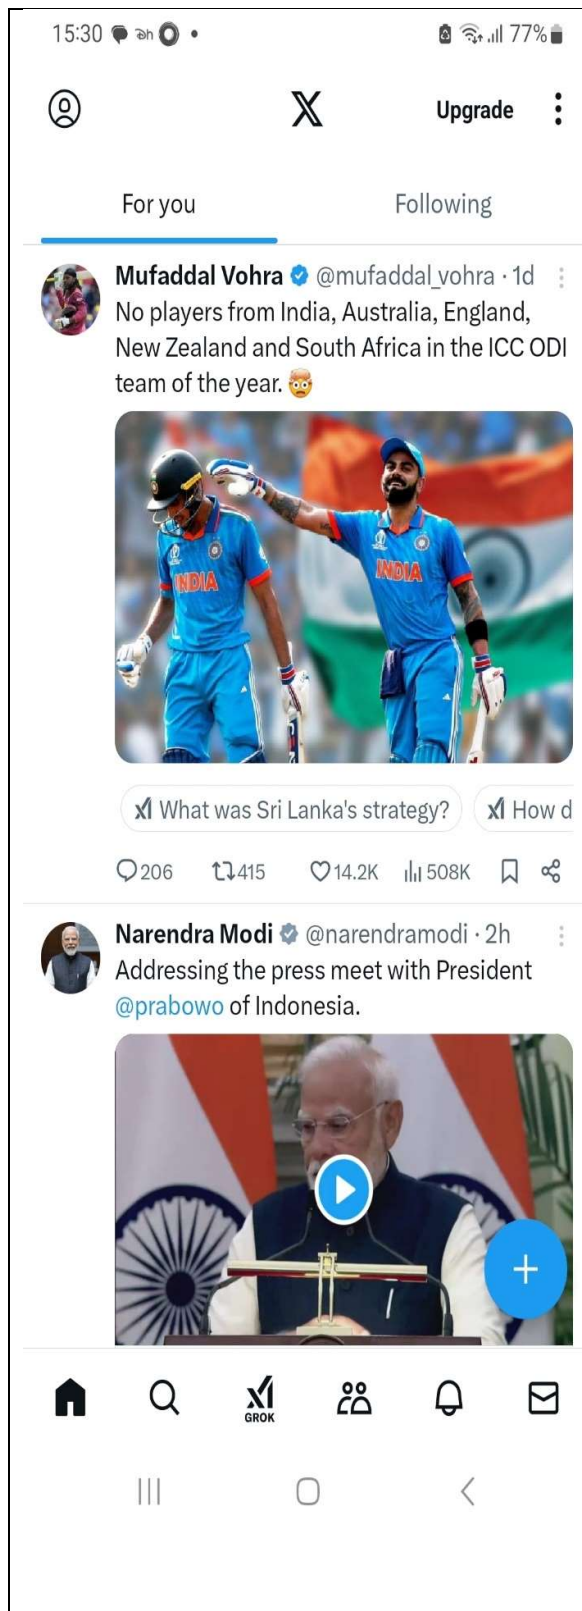 15:30
77%
X
Upgrade
For you
Following
Mufaddal Vohra @mufaddal_vohra · 1d
No players from India, Australia, England,
New Zealand and South Africa in the ICC ODI
team of the year. 🤯
INDIA
INDIA
What was Sri Lanka's strategy?
How d
206
415
14.2K
508K
Narendra Modi @narendramodi · 2h
Addressing the press meet with President
@prabowo of Indonesia.
GROK